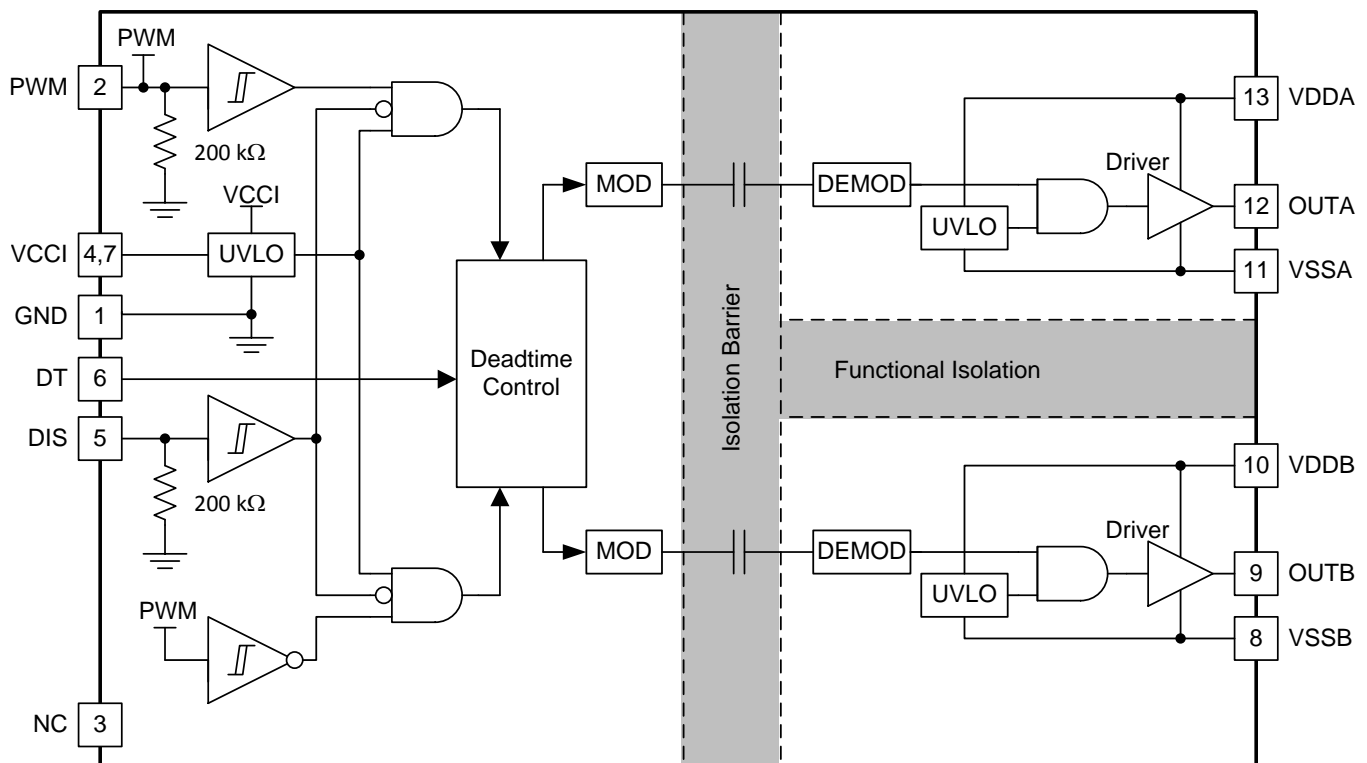 PWM
PWM 2
200 kΩ
VCCI
VCCI 4,7 UVLO
GND 1
DT 6
DIS 5
200 kΩ
PWM
NC 3
Deadtime
Control
MOD
MOD
Isolation Barrier
Functional Isolation
DEMOD
UVLO
Driver
13 VDDA
12 OUTA
11 VSSA
DEMOD
UVLO
Driver
10 VDDB
9 OUTB
8 VSSB